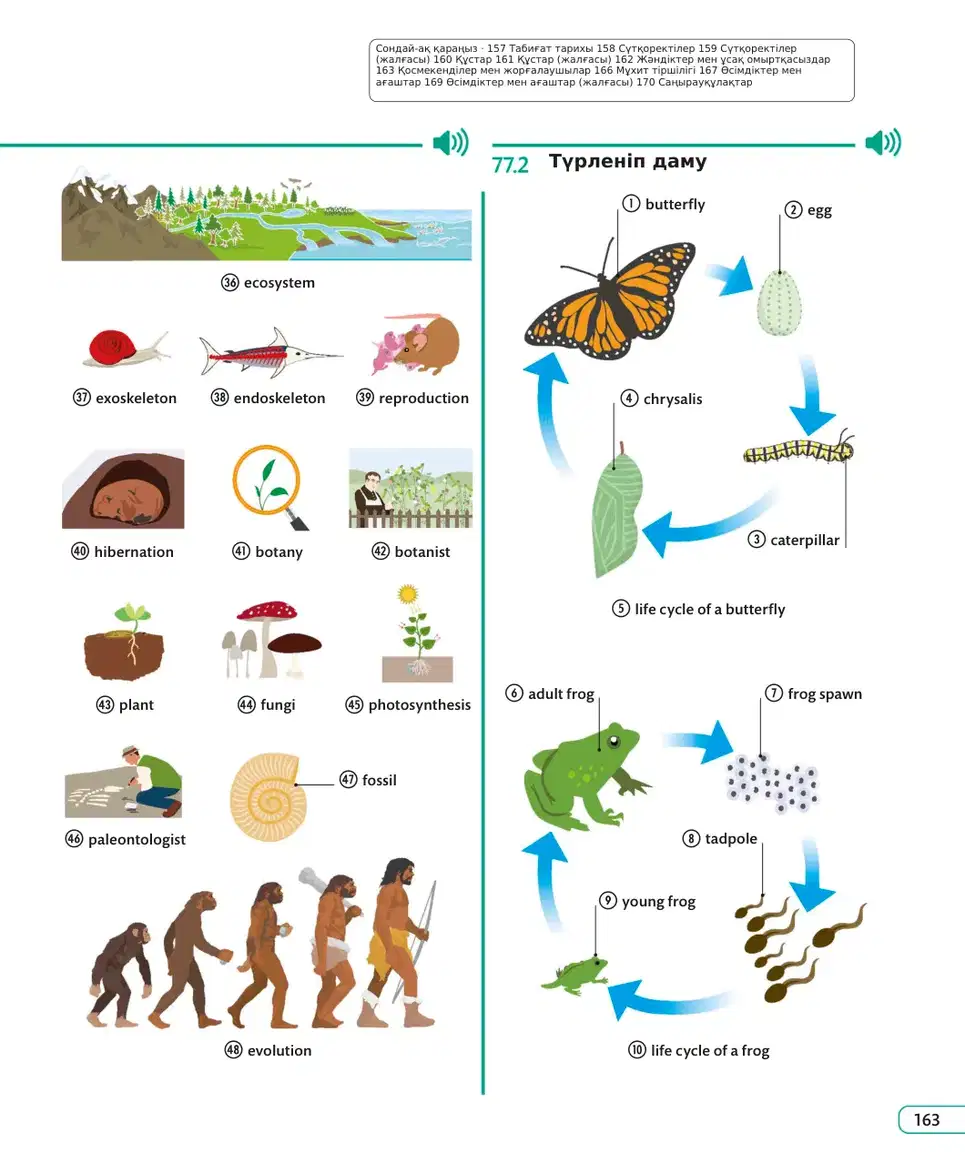 Сондай-ақ қараңыз · 157 Табиғат тарихы 158 Сүтқоректілер 159 Сүтқоректілер
(жалғасы) 160 Құстар 161 Құстар (жалғасы) 162 Жәндіктер мен ұсақ омыртқасыздар
163 Қосмекенділер мен жорғалаушылар 166 Мұхит тіршілігі 167 Өсімдіктер мен
ағаштар 169 Өсімдіктер мен ағаштар (жалғасы) 170 Саңырауқұлақтар
36 ecosystem
37 exoskeleton
38 endoskeleton
39 reproduction
40 hibernation
41 botany
42 botanist
43 plant
44 fungi
45 photosynthesis
46 paleontologist
47 fossil
48 evolution
77.2 Түрленіп даму
1 butterfly
2 egg
4 chrysalis
3 caterpillar
5 life cycle of a butterfly
6 adult frog
7 frog spawn
8 tadpole
9 young frog
10 life cycle of a frog
163